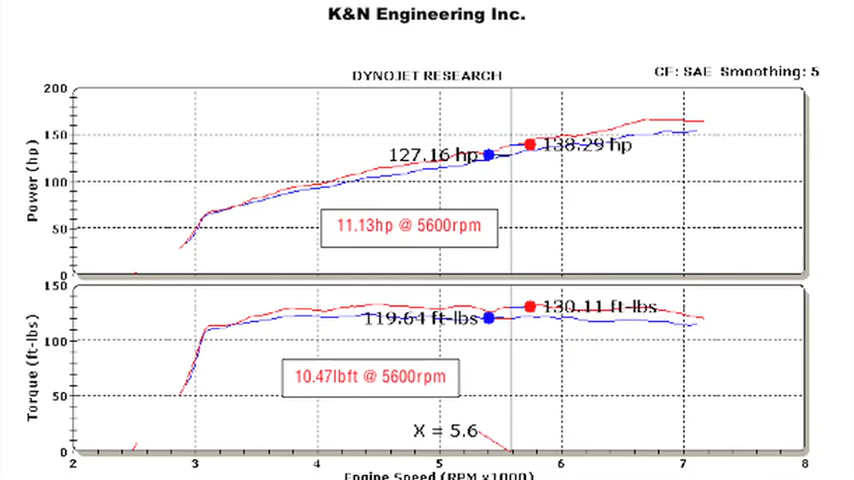 K&N Engineering Inc.
DYNOJET RESEARCH
CF: SAE Smoothing: 5
Power (hp)
200
150
100
50
0
127.16 hp
138.29 hp
11.13hp @ 5600rpm
Torque (ft-lbs)
150
100
50
0
119.64 ft-lbs
130.11 ft-lbs
10.47lbft @ 5600rpm
X = 5.6
2 3 4 5 6 7 8
Engine Speed (RPM x1000)